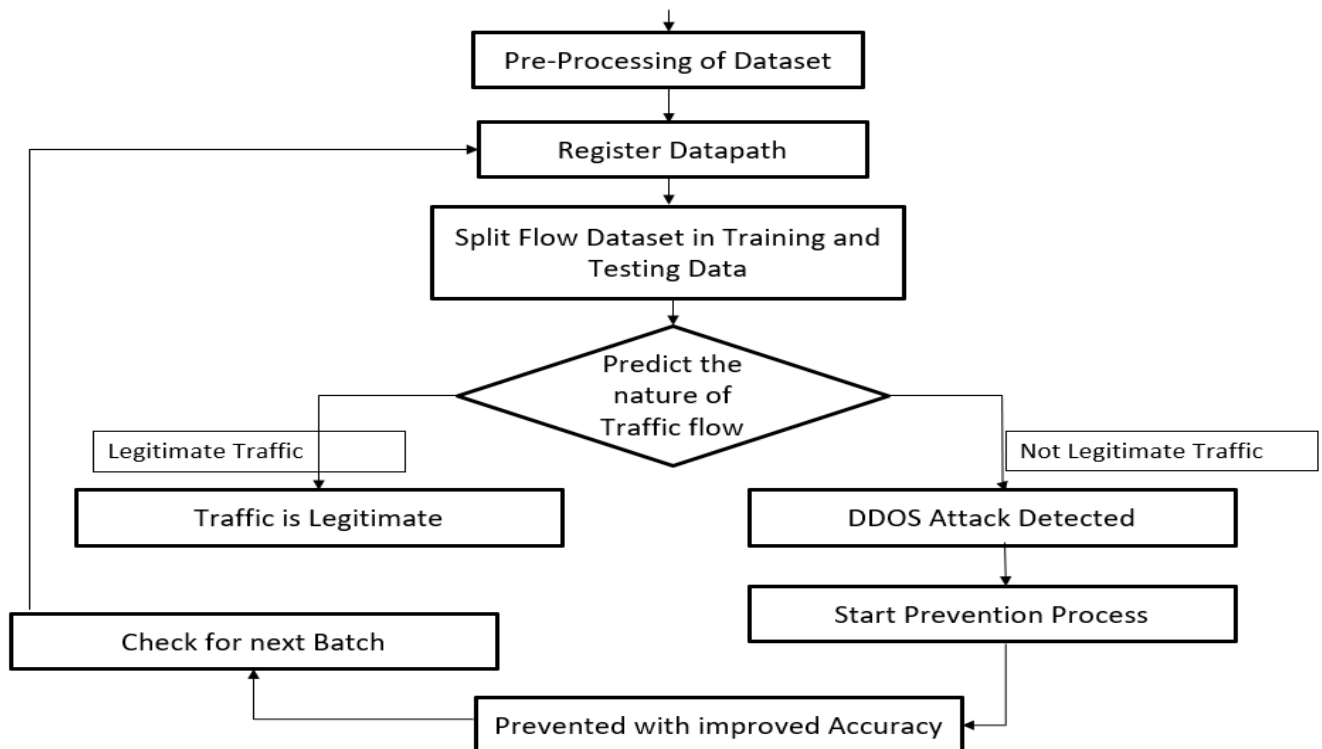 Pre-Processing of Dataset
Register Datapath
Split Flow Dataset in Training and
Testing Data
Predict the
nature of
Traffic flow
Legitimate Traffic
Not Legitimate Traffic
Traffic is Legitimate
DDOS Attack Detected
Start Prevention Process
Check for next Batch
Prevented with improved Accuracy